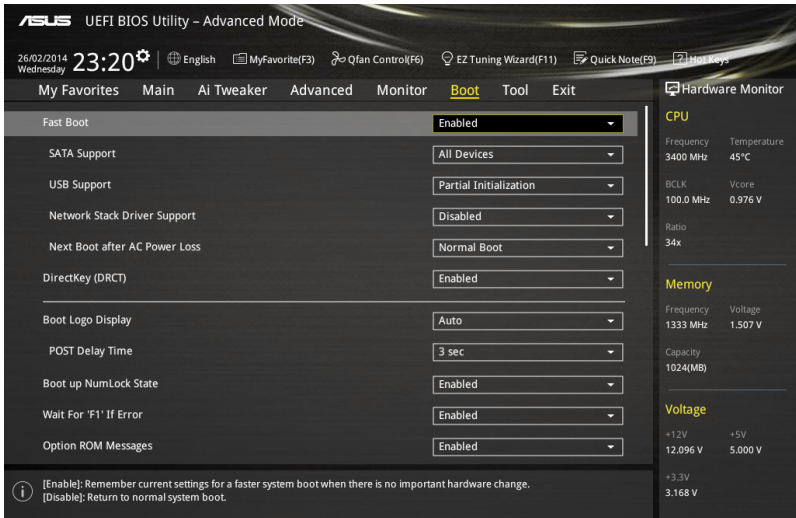 ASUS UEFI BIOS Utility – Advanced Mode
26/02/2014
Wednesday
23:20
English
MyFavorite(F3)
Qfan Control(F6)
EZ Tuning Wizard(F11)
Quick Note(F9)
? Hot Keys
My Favorites Main Ai Tweaker Advanced Monitor Boot Tool Exit
Fast Boot Enabled
SATA Support All Devices
USB Support Partial Initialization
Network Stack Driver Support Disabled
Next Boot after AC Power Loss Normal Boot
DirectKey (DRCT) Enabled
Boot Logo Display Auto
POST Delay Time 3 sec
Boot up NumLock State Enabled
Wait For 'F1' If Error Enabled
Option ROM Messages Enabled
[Enable]: Remember current settings for a faster system boot when there is no important hardware change.
[Disable]: Return to normal system boot.
Hardware Monitor
CPU
Frequency Temperature
3400 MHz 45°C
BCLK Vcore
100.0 MHz 0.976 V
Ratio
34x
Memory
Frequency Voltage
1333 MHz 1.507 V
Capacity
1024(MB)
Voltage
+12V +5V
12.096 V 5.000 V
+3.3V
3.168 V